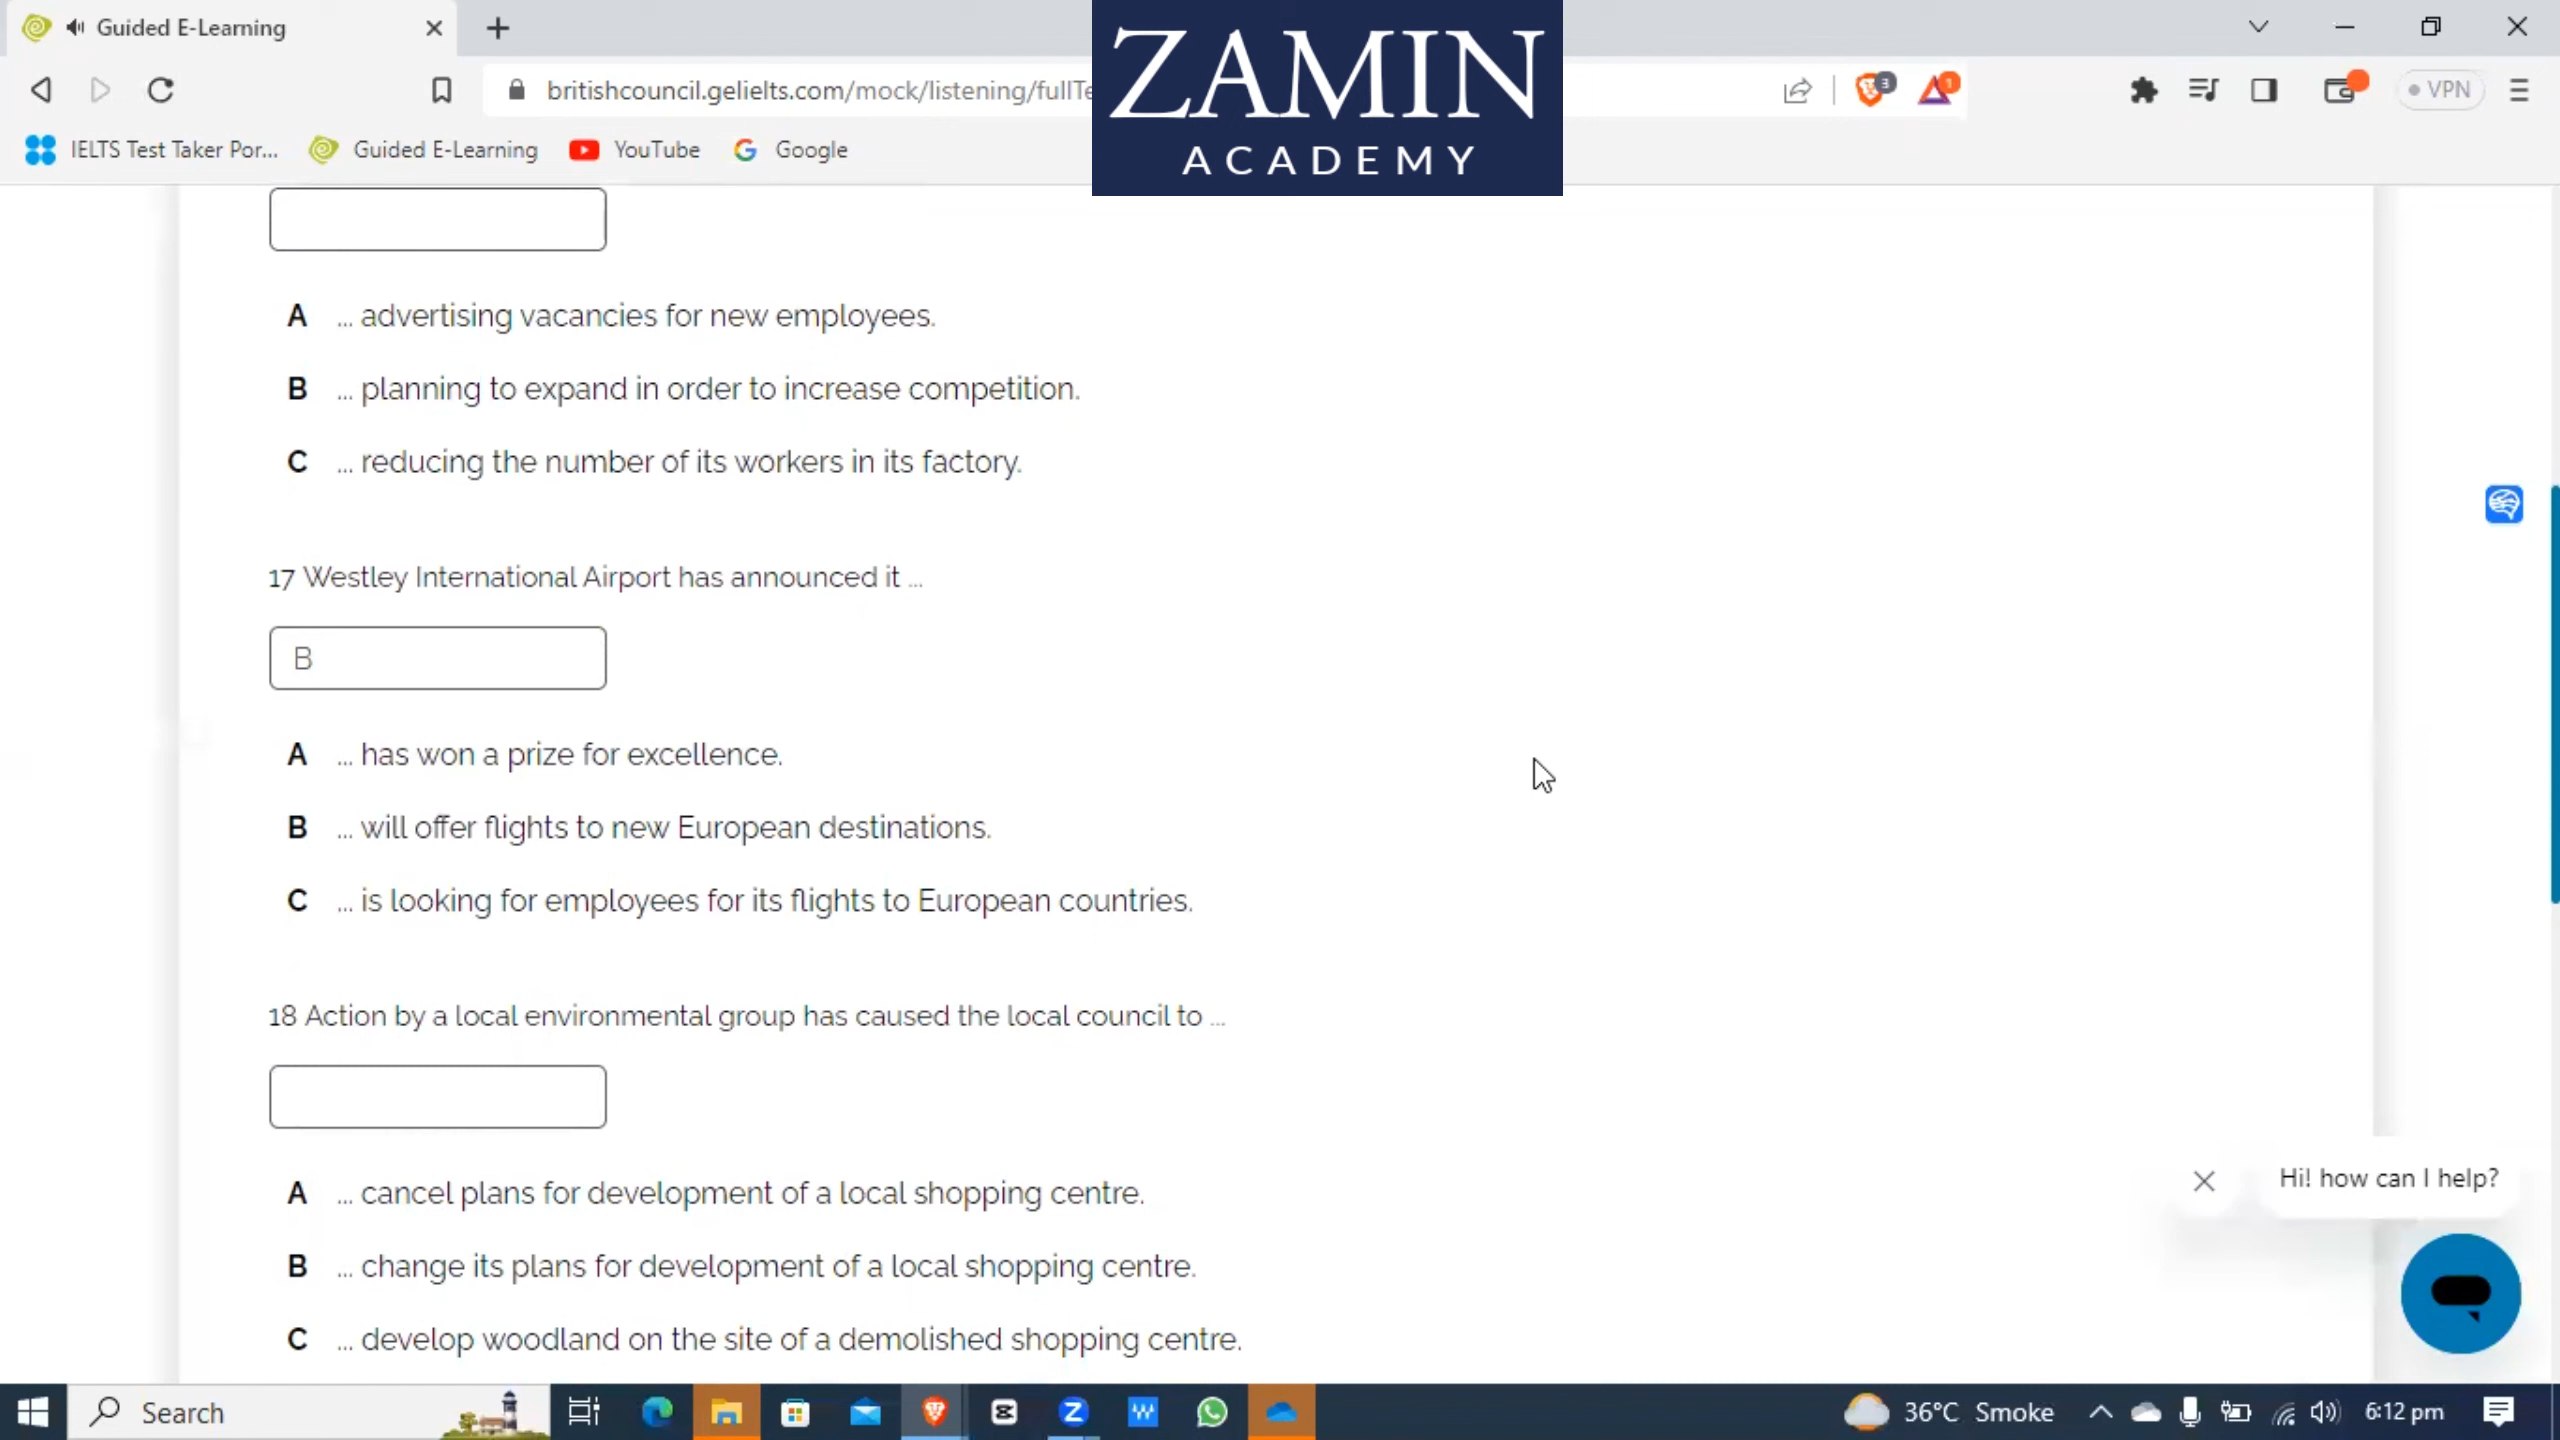 Guided E-Learning
britishcouncil.gelielts.com/mock/listening/fullTe
3
1
VPN
ZAMIN
ACADEMY
IELTS Test Taker Por...
Guided E-Learning
YouTube
Google
A ... advertising vacancies for new employees.
B ... planning to expand in order to increase competition.
C ... reducing the number of its workers in its factory.
17 Westley International Airport has announced it ...
B
A ... has won a prize for excellence.
B ... will offer flights to new European destinations.
C ... is looking for employees for its flights to European countries.
18 Action by a local environmental group has caused the local council to ...
A ... cancel plans for development of a local shopping centre.
B ... change its plans for development of a local shopping centre.
C ... develop woodland on the site of a demolished shopping centre.
Hi! how can I help?
Search
36°C Smoke
6:12 pm